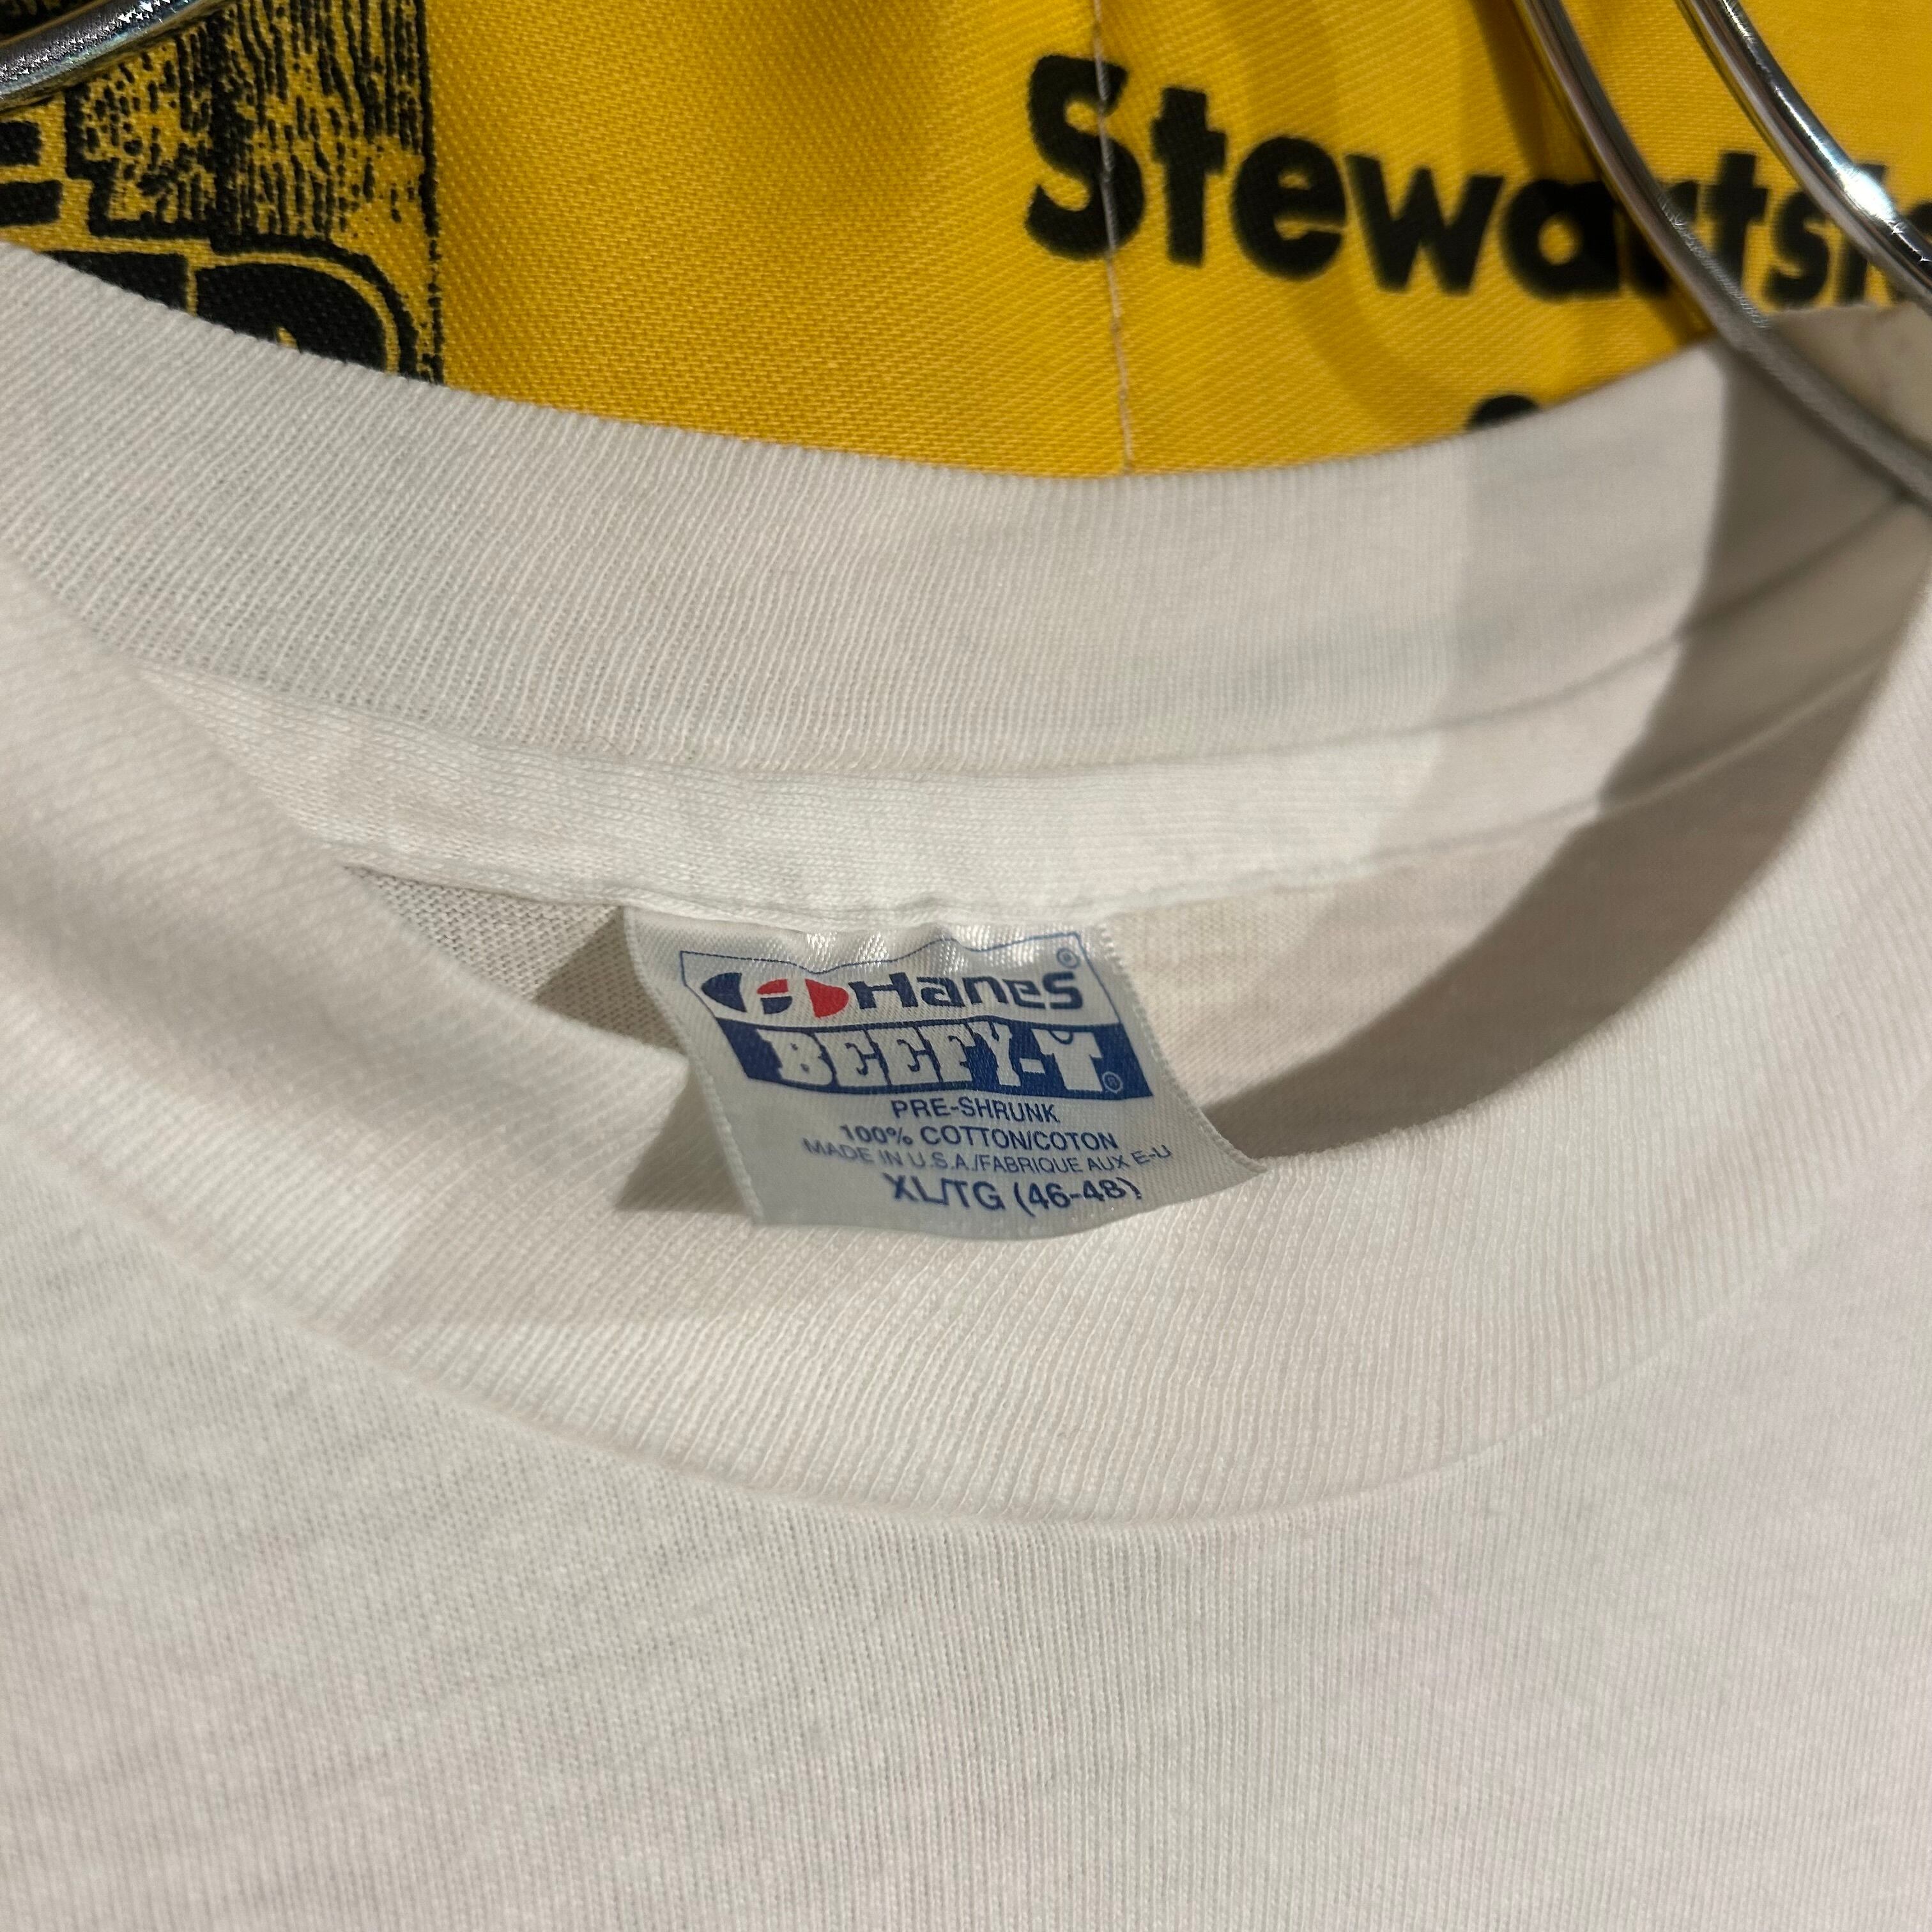 Hanes®
BEEFY-T®
PRE-SHRUNK
100% COTTON/COTON
MADE IN U.S.A./FABRIQUE AUX E-U
XL/TG (46-48)